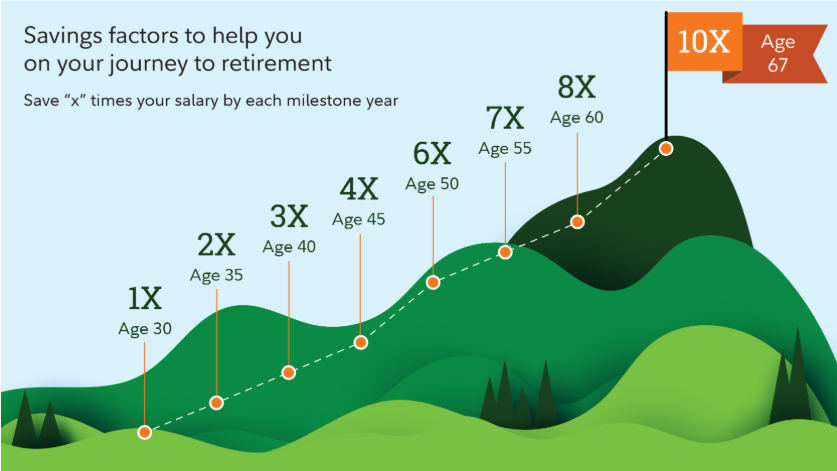 Savings factors to help you
on your journey to retirement
Save “x” times your salary by each milestone year
1X
Age 30
2X
Age 35
3X
Age 40
4X
Age 45
6X
Age 50
7X
Age 55
8X
Age 60
10X
Age
67